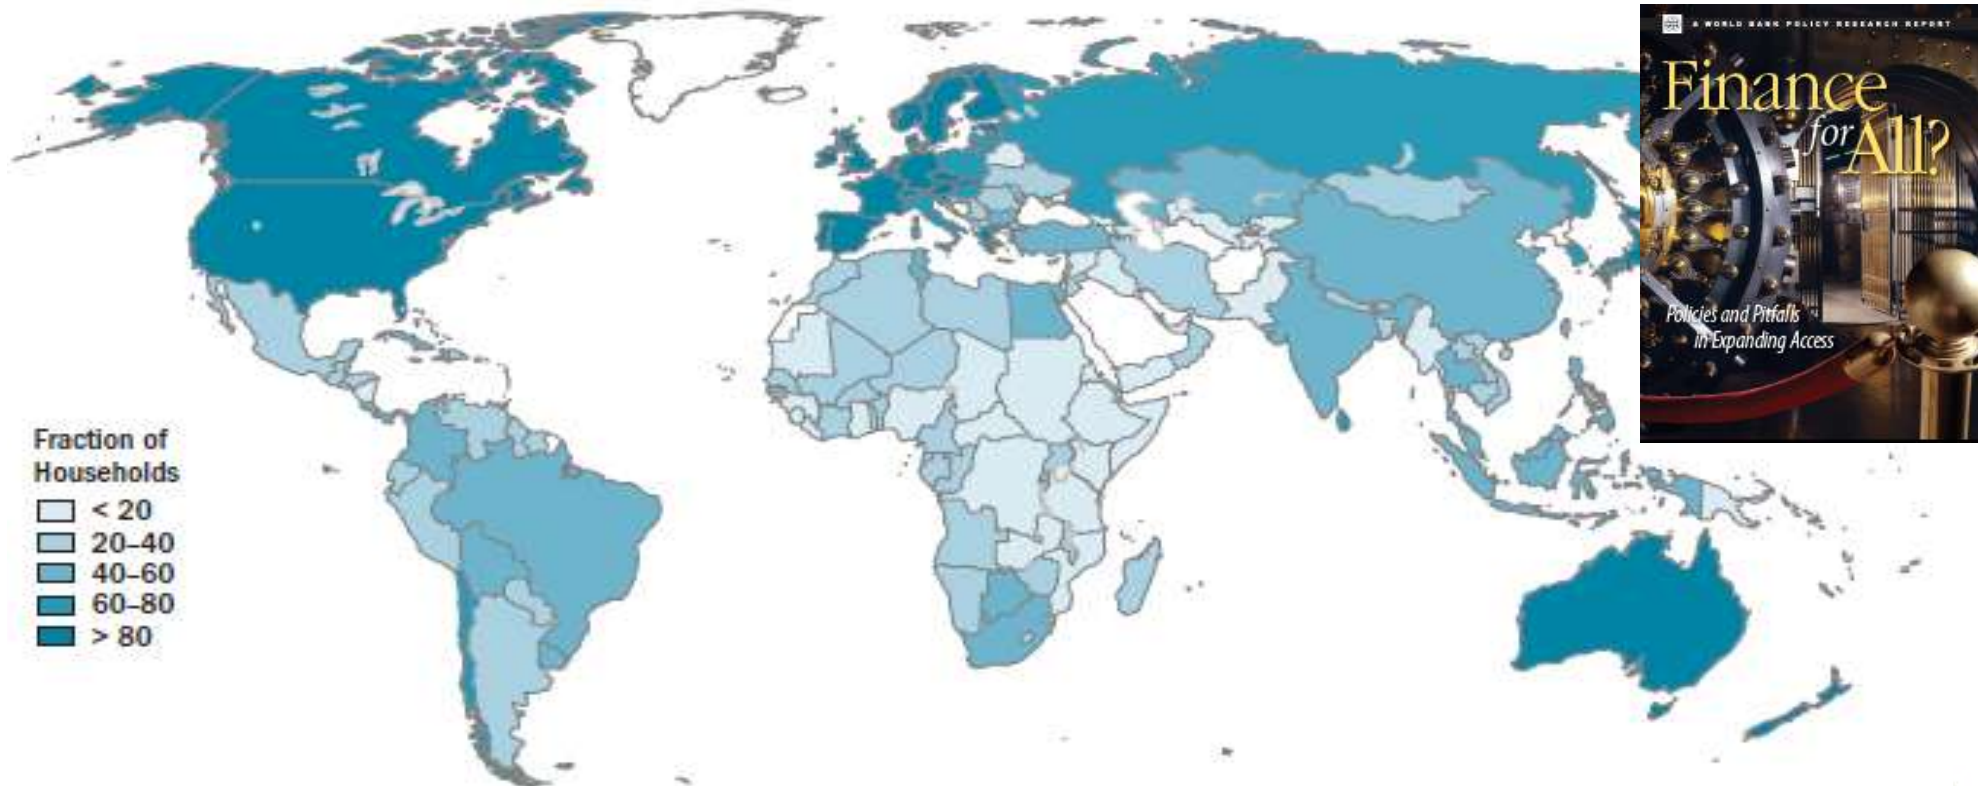 A WORLD BANK POLICY RESEARCH REPORT
Finance
for All?
Policies and Pitfalls
in Expanding Access
Fraction of
Households
< 20
20–40
40–60
60–80
> 80